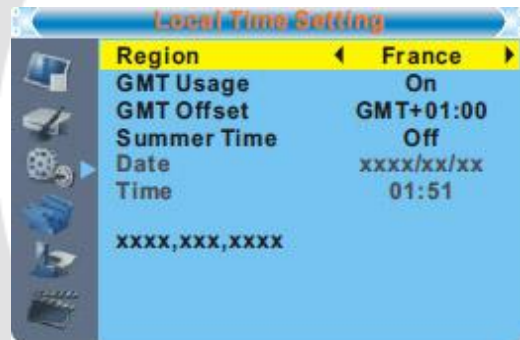 Local Time Setting
Region France
GMT Usage On
GMT Offset GMT+01:00
Summer Time Off
Date xxxx/xx/xx
Time 01:51
xxxx,xxx,xxxx